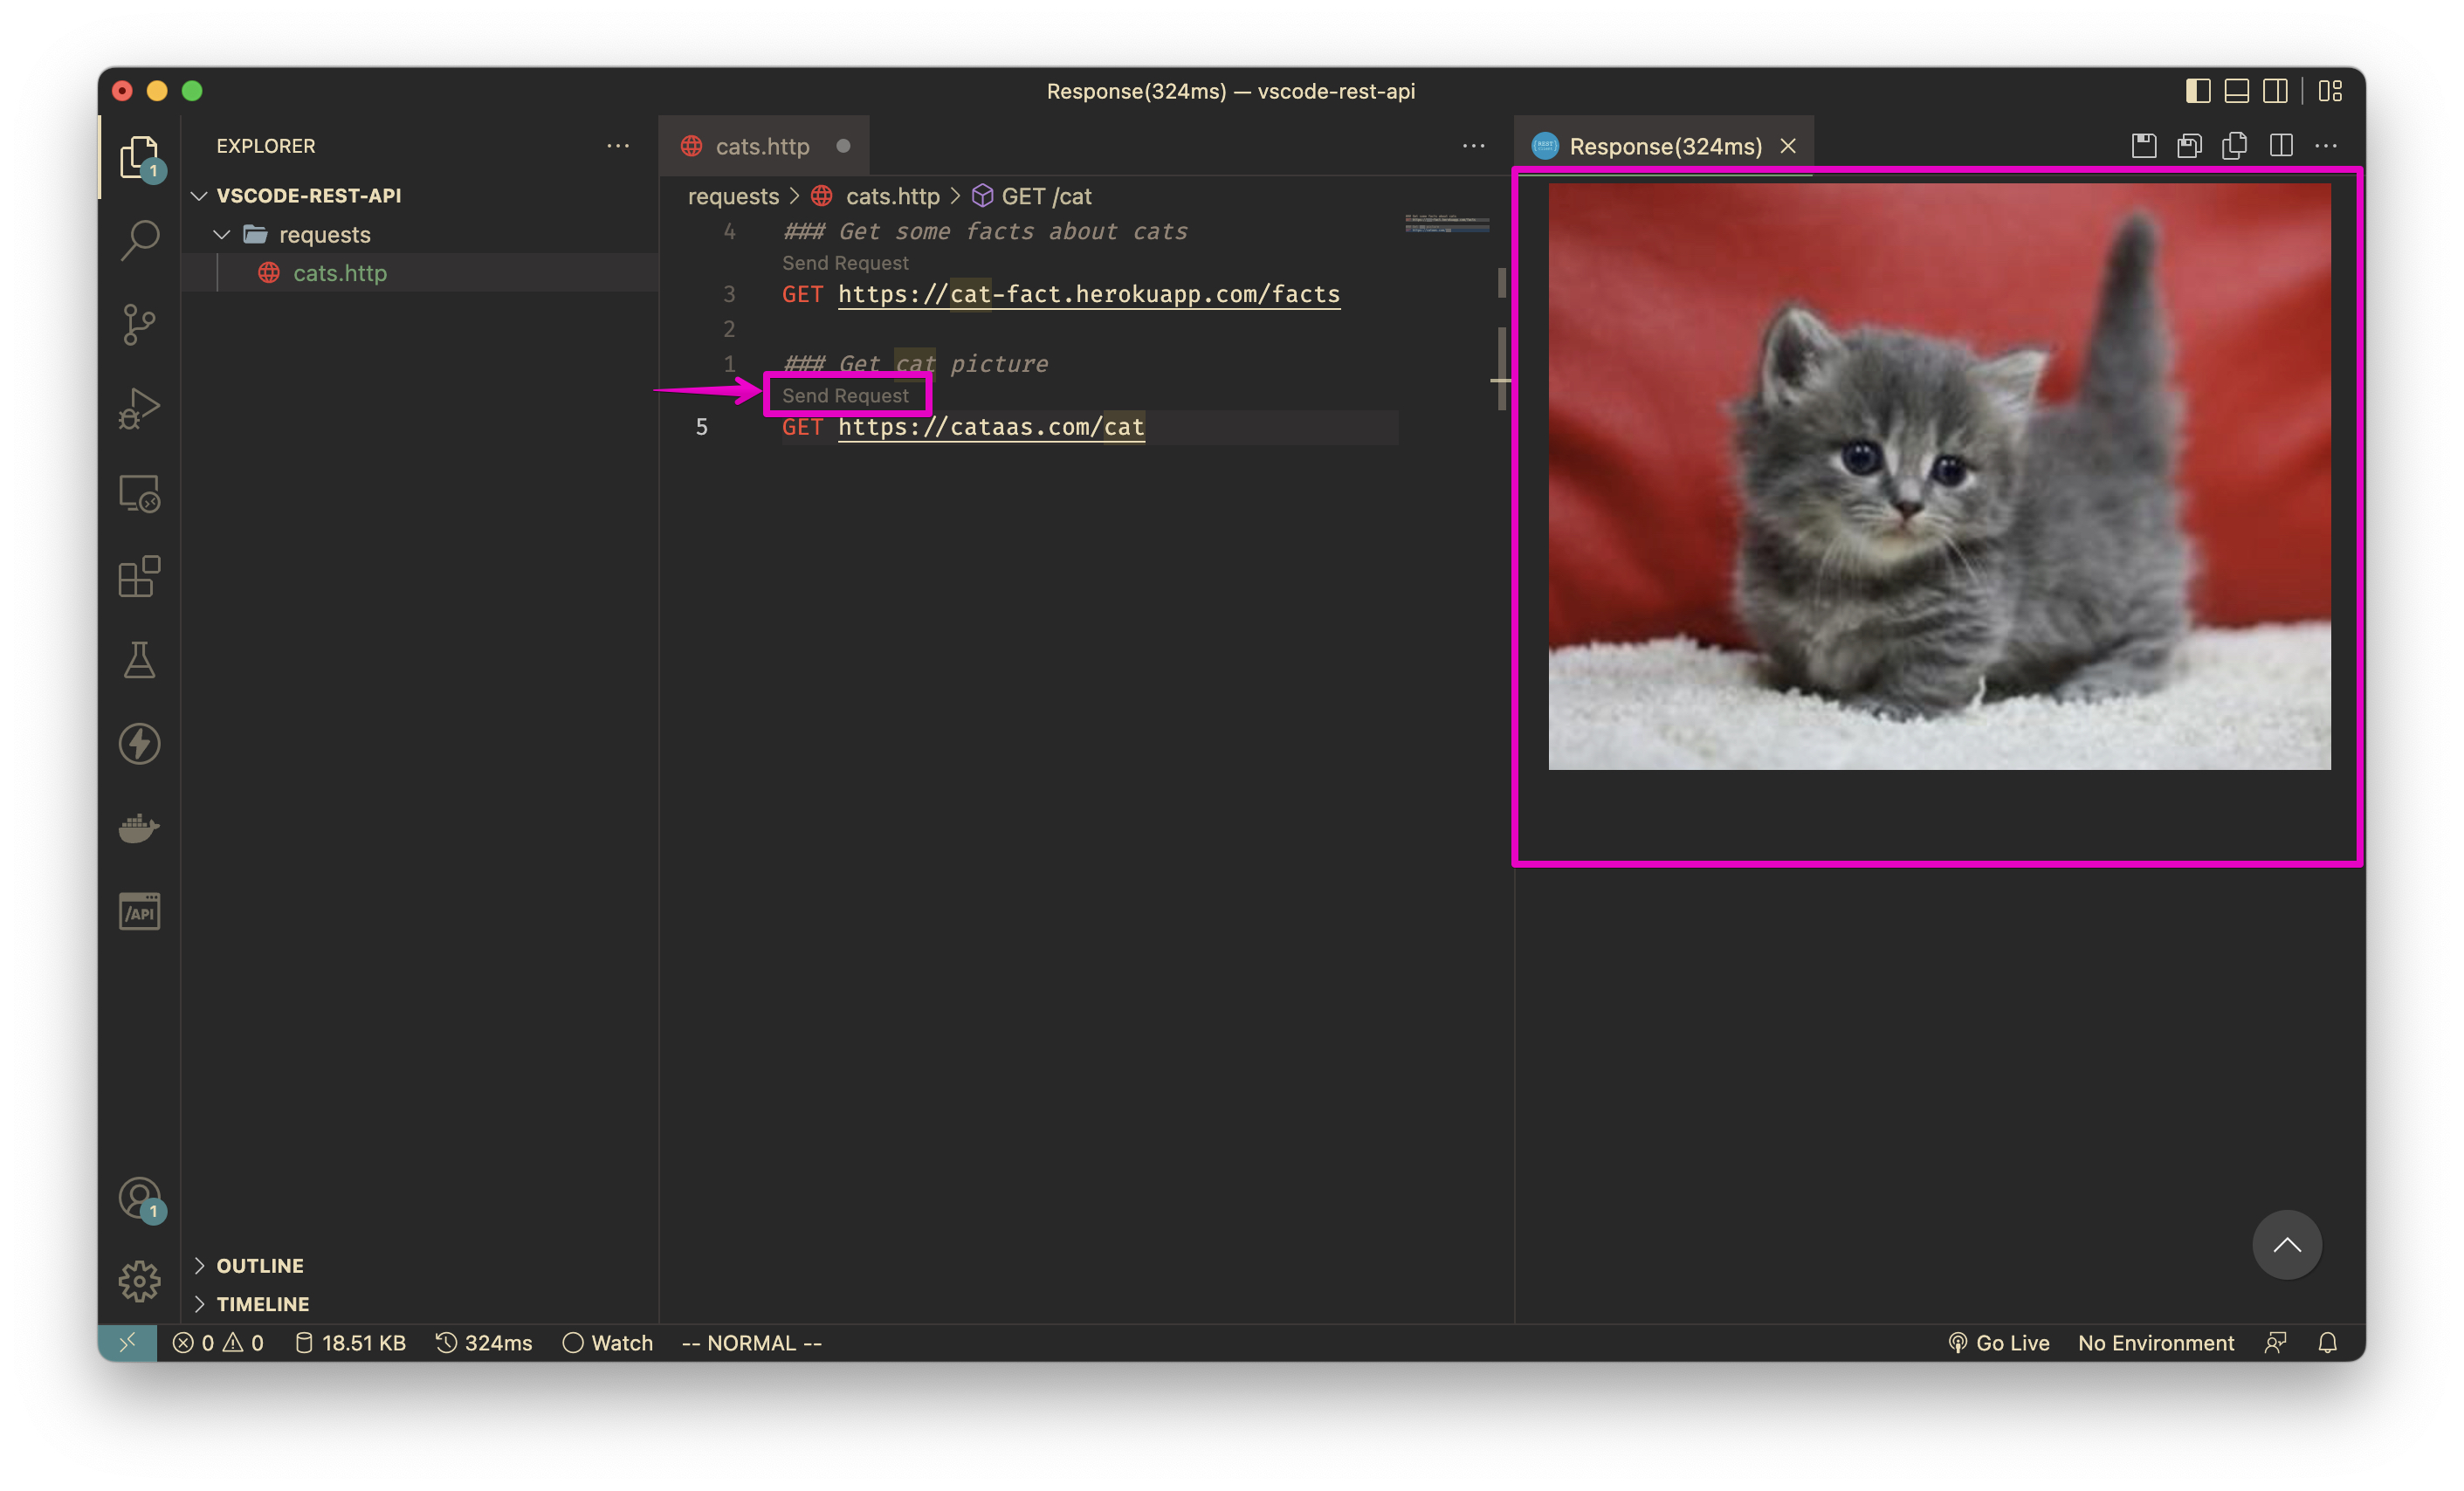 Response(324ms) — vscode-rest-api
EXPLORER
VSCODE-REST-API
requests
cats.http
OUTLINE
TIMELINE
1
/API
1
cats.http
requests > cats.http > GET /cat
4 ### Get some facts about cats
Send Request
3 GET https://cat-fact.herokuapp.com/facts
2
1 ### Get cat picture
Send Request
5 GET https://cataas.com/cat
Response(324ms)
0 0 18.51 KB 324ms Watch -- NORMAL --
Go Live No Environment